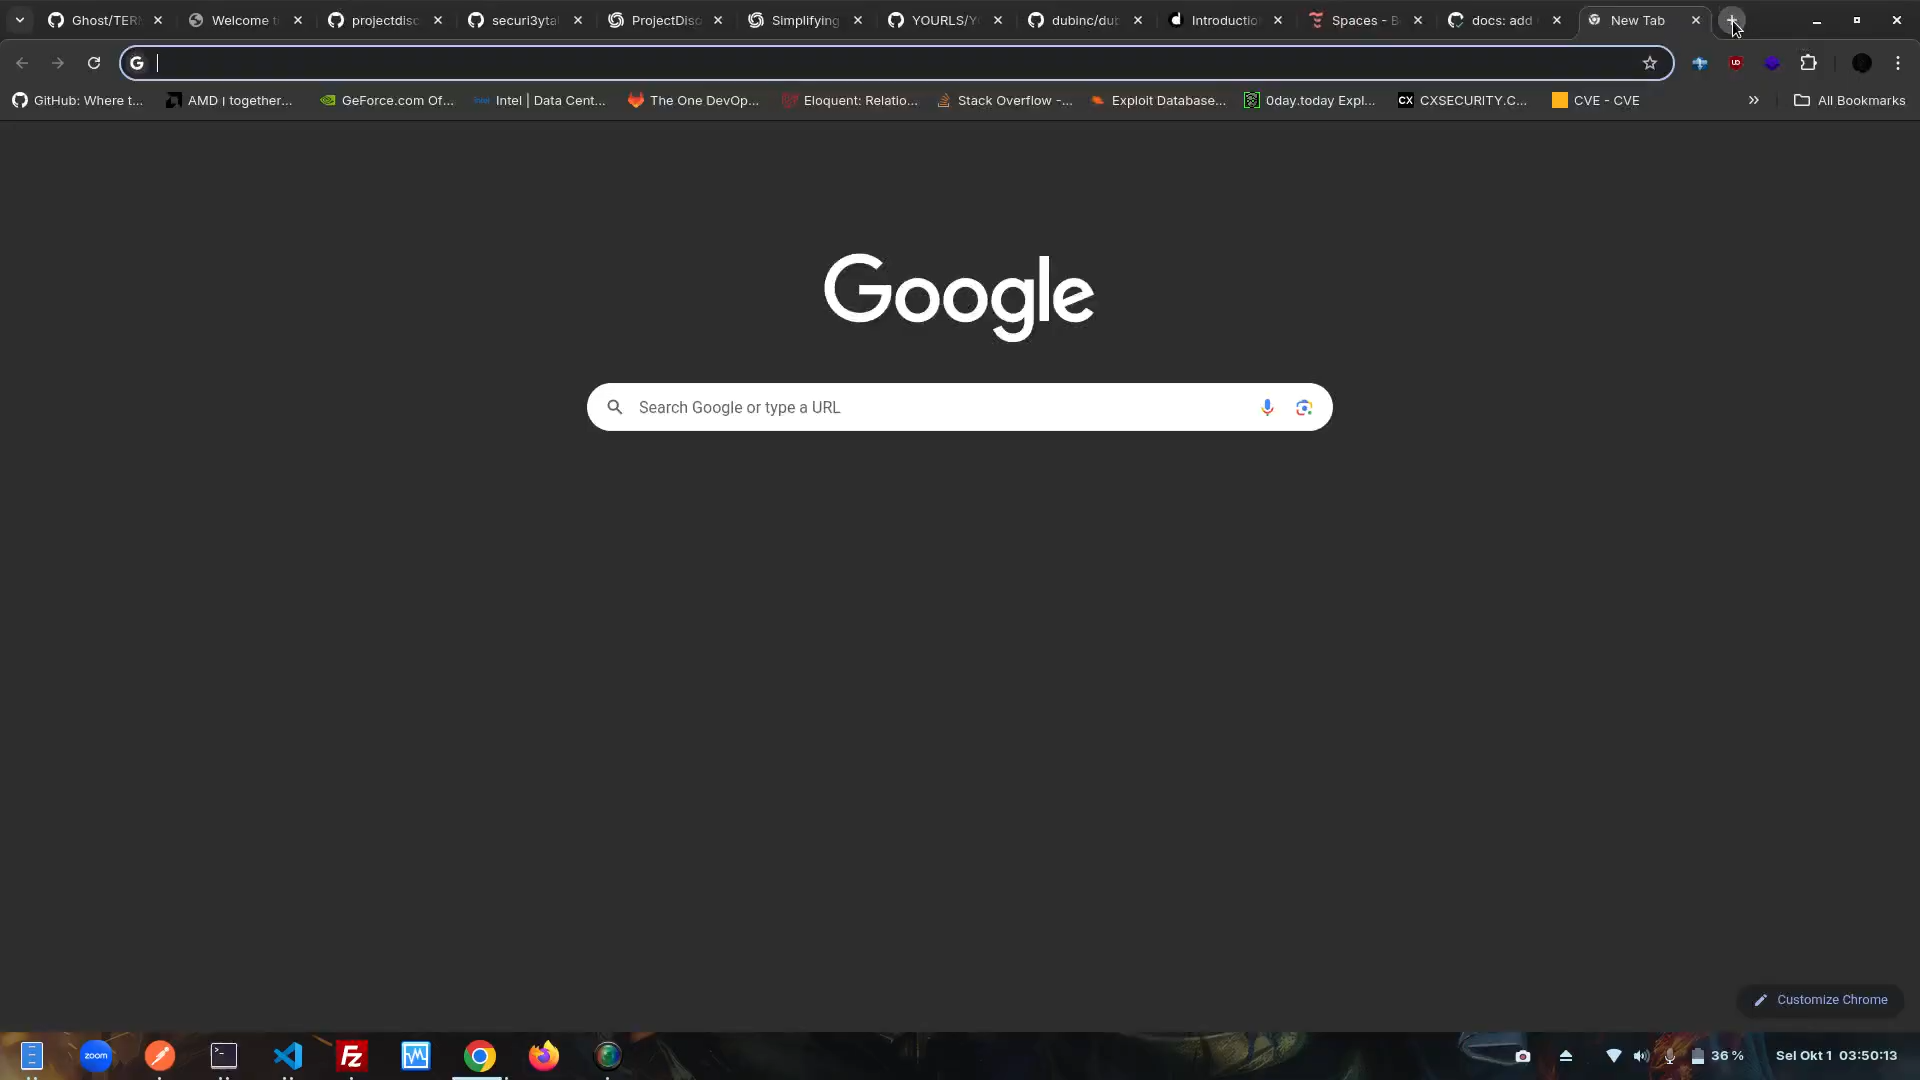 Ghost/TER
Welcome t
projectdisc
securi3yta
ProjectDisc
Simplifying
YOURLS/Y
dubinc/dub
Introductio
Spaces - B
docs: add
New Tab
GitHub: Where t...
AMD ı together...
GeForce.com Of...
Intel | Data Cent...
The One DevOp...
Eloquent: Relatio...
Stack Overflow -...
Exploit Database...
0day.today Expl...
CXSECURITY.C...
CVE - CVE
All Bookmarks
Google
Search Google or type a URL
Customize Chrome
zoom
36 %
Sel Okt 1 03:50:13